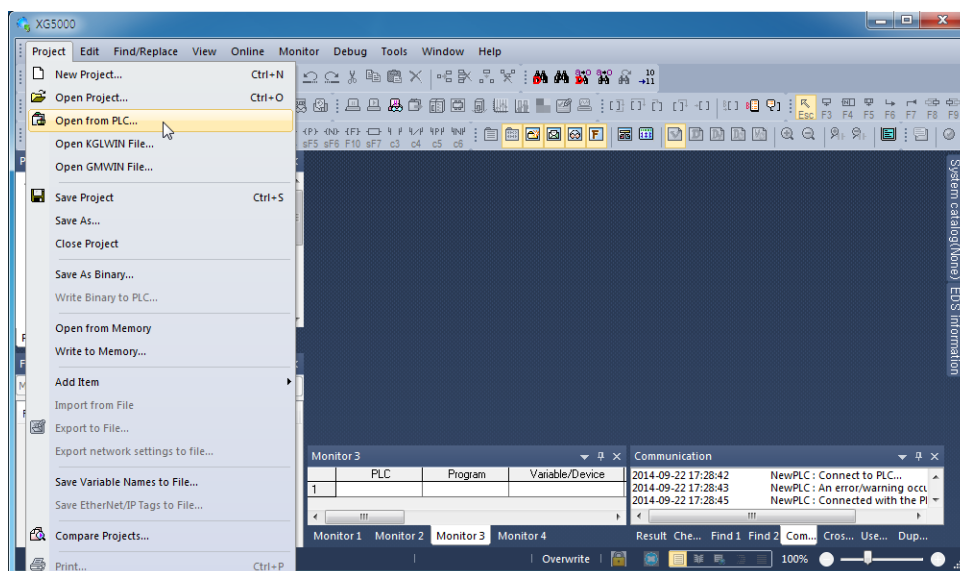 XG5000
Project Edit Find/Replace View Online Monitor Debug Tools Window Help
New Project... Ctrl+N
Open Project... Ctrl+O
Open from PLC...
Open KGLWIN File...
Open GMWIN File...
Save Project Ctrl+S
Save As...
Close Project
Save As Binary...
Write Binary to PLC...
Open from Memory
Write to Memory...
Add Item
Import from File
Export to File...
Export network settings to file...
Save Variable Names to File...
Save EtherNet/IP Tags to File...
Compare Projects...
Print... Ctrl+P
Esc F3 F4 F5 F6 F7 F8 F9
sF5 sF6 F10 sF7 c3 c4 c5 c6
System catalog(None)
EDS information
Monitor 3
PLC Program Variable/Device
1
Monitor 1 Monitor 2 Monitor 3 Monitor 4
Communication
2014-09-22 17:28:42 NewPLC : Connect to PLC...
2014-09-22 17:28:43 NewPLC : An error/warning occu
2014-09-22 17:28:45 NewPLC : Connected with the Pl
Result Che... Find 1 Find 2 Com... Cros... Use... Dup...
Overwrite 100%